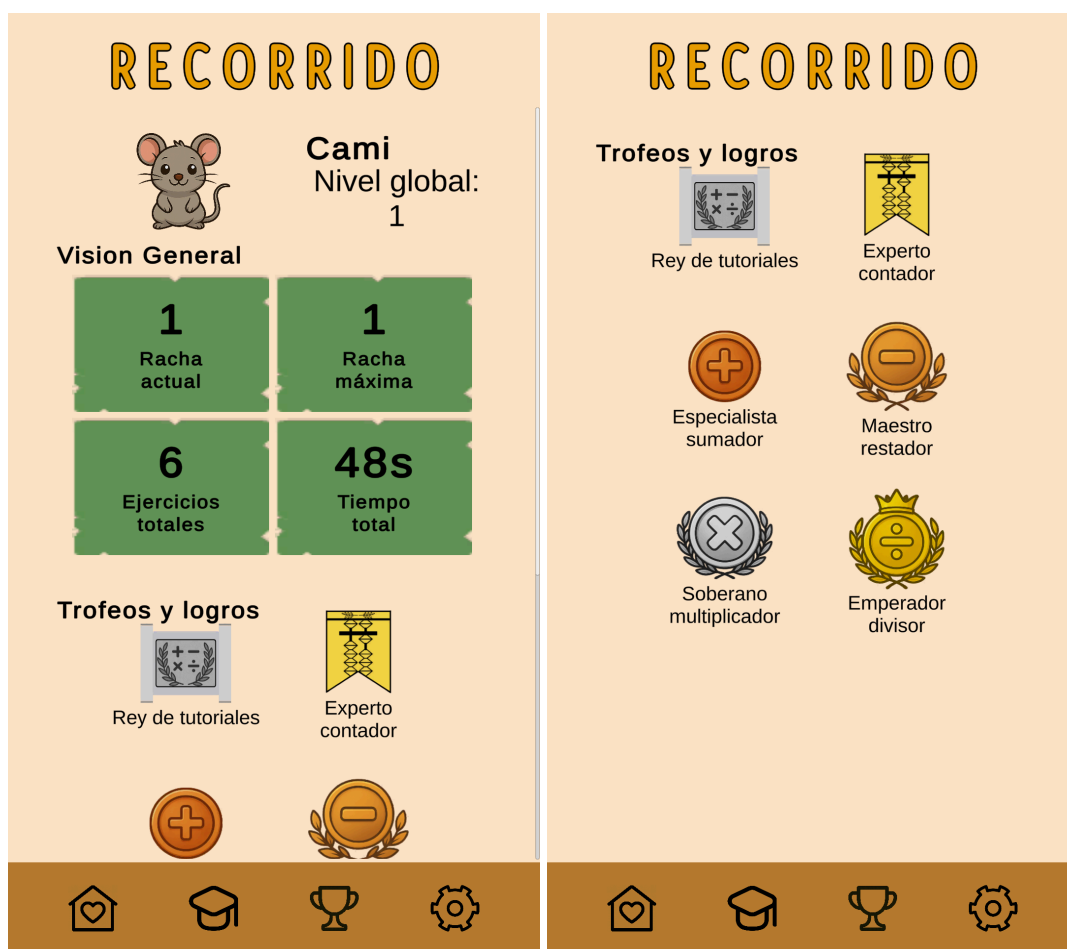 RECORRIDO
Cami
Nivel global:
1
Vision General
1
Racha
actual
1
Racha
máxima
6
Ejercicios
totales
48s
Tiempo
total
Trofeos y logros
Rey de tutoriales
Experto
contador
RECORRIDO
Trofeos y logros
Rey de tutoriales
Experto
contador
Especialista
sumador
Maestro
restador
Soberano
multiplicador
Emperador
divisor